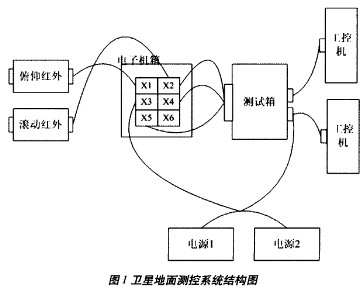 工控机
电子机箱
俯仰红外
X1 X2
X3 X4
X5 X6
测试箱
滚动红外
工控机
电源1 电源2
图1 卫星地面测控系统结构图